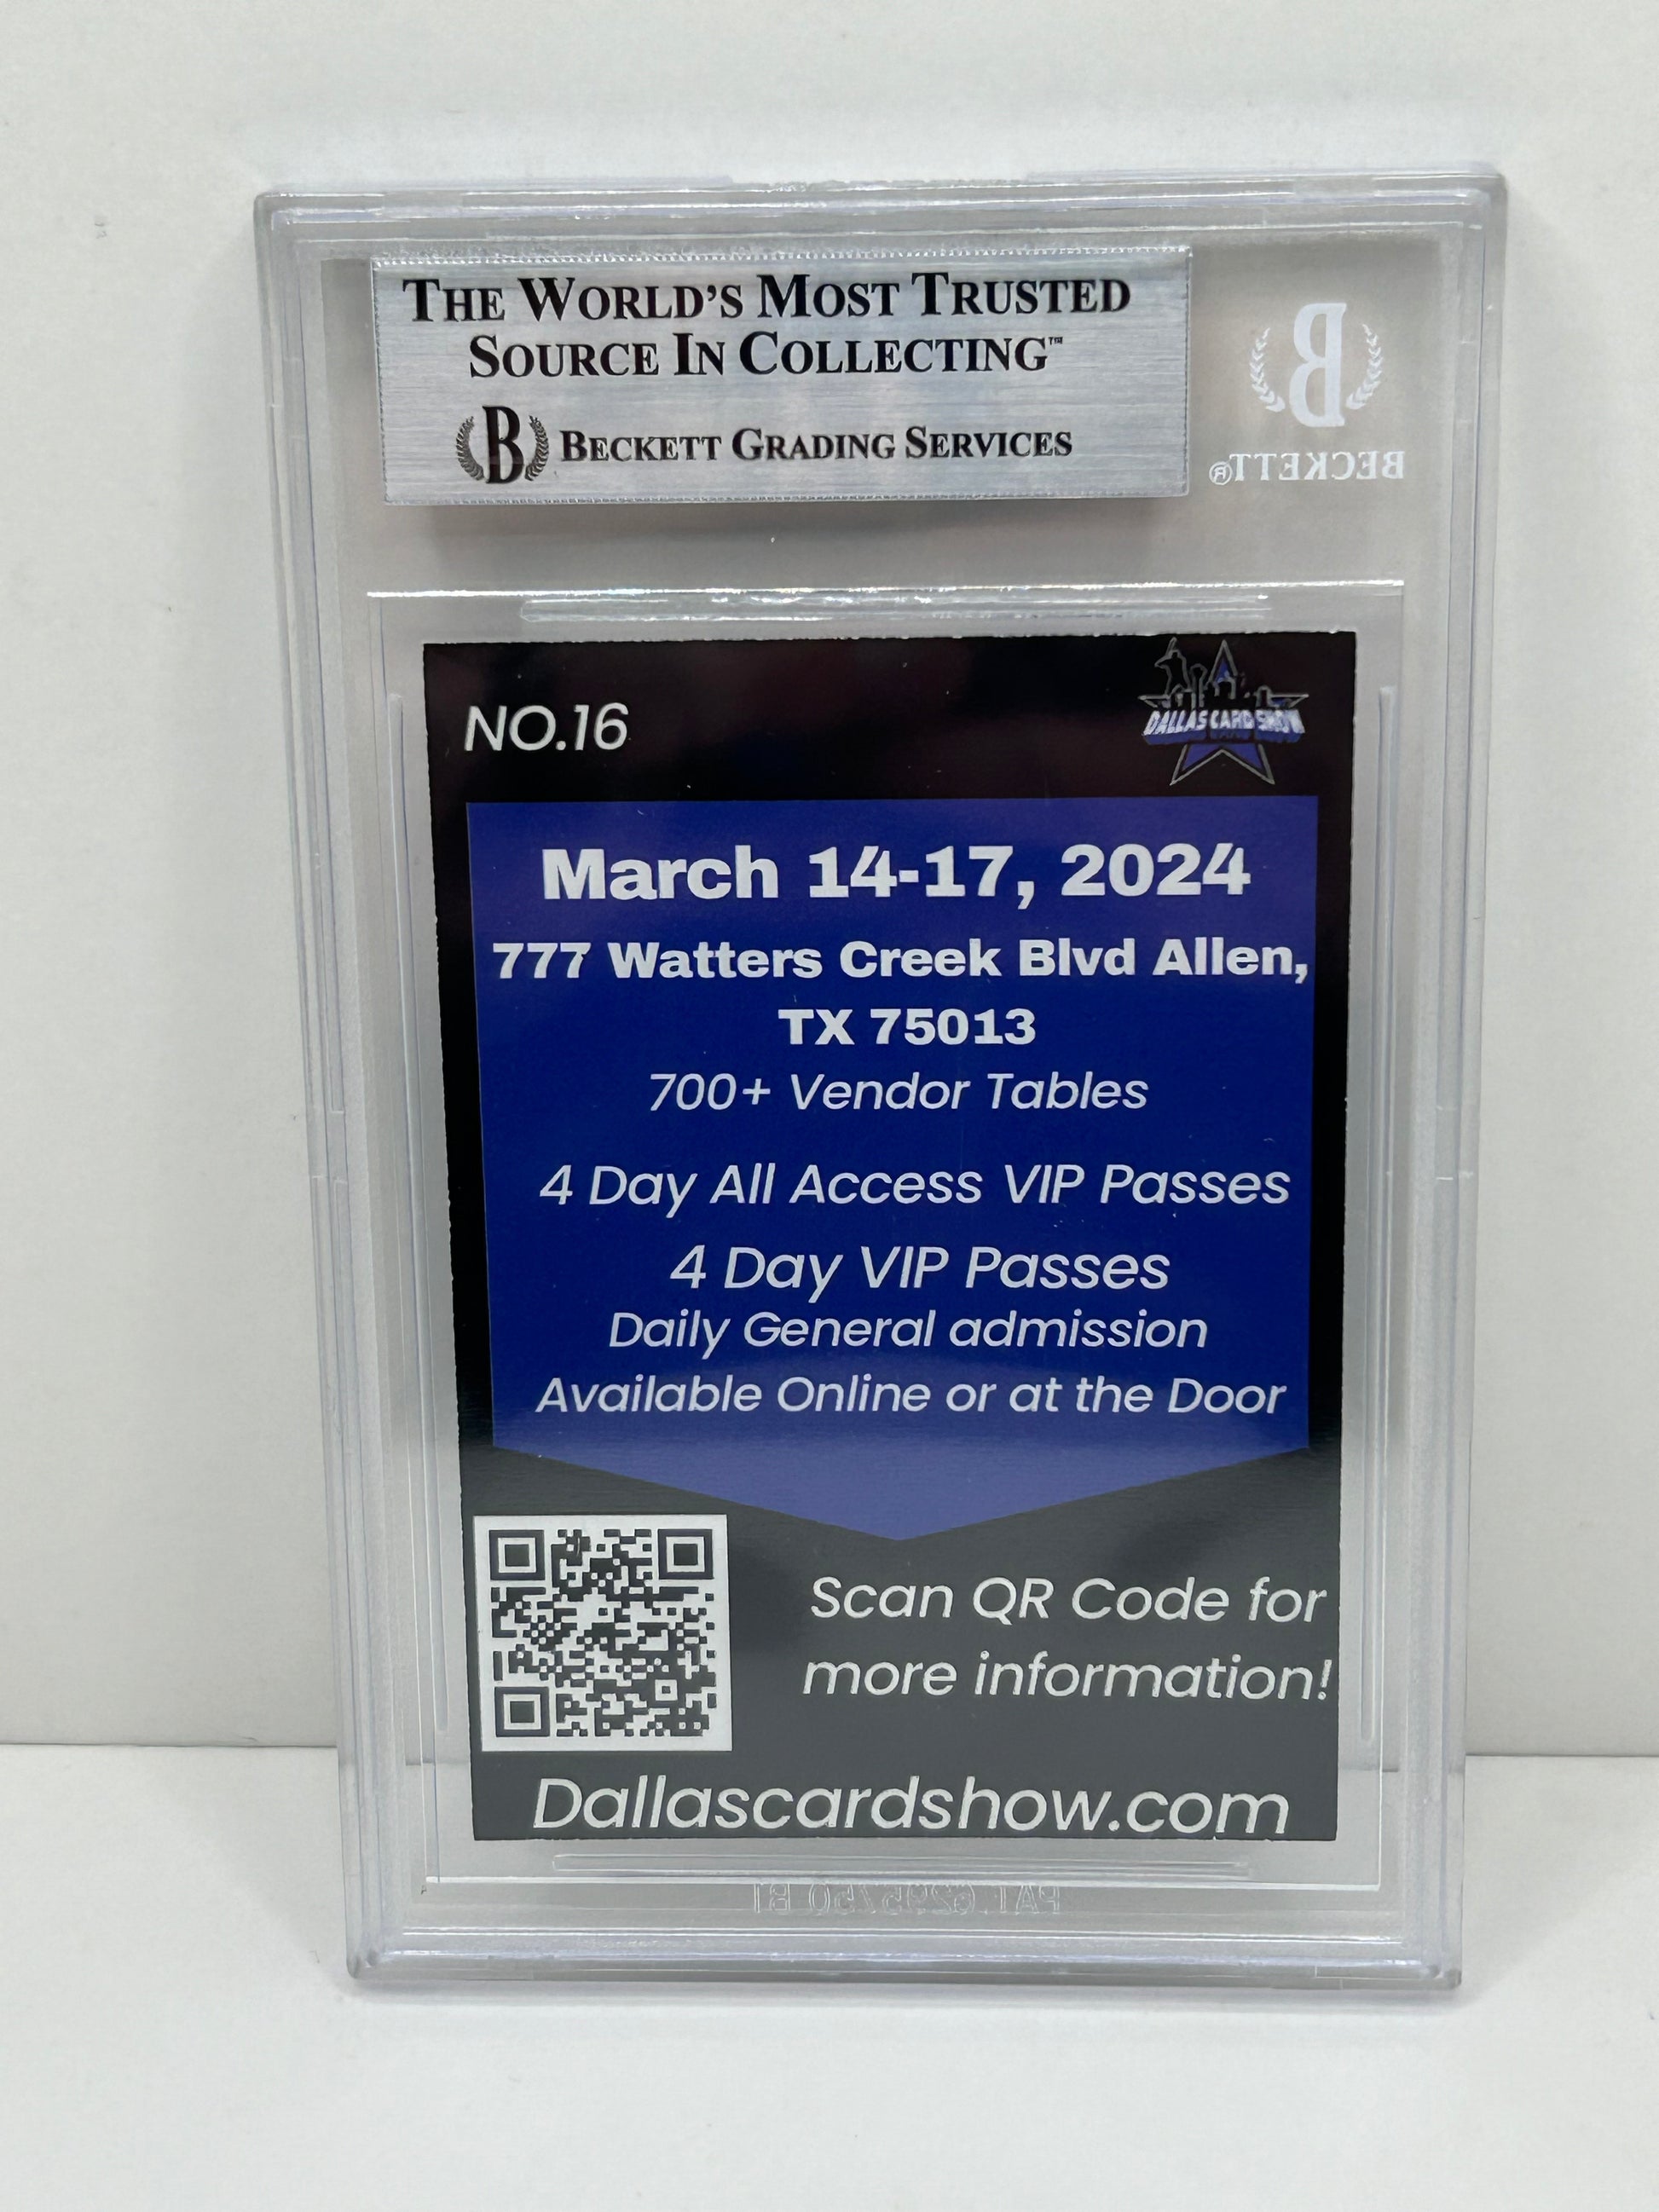 THE WORLD'S MOST TRUSTED
SOURCE IN COLLECTING™
B BECKETT GRADING SERVICES
B
BECKETT®
NO.16
DALLAS CARD SHOW
March 14-17, 2024
777 Watters Creek Blvd Allen,
TX 75013
700+ Vendor Tables
4 Day All Access VIP Passes
4 Day VIP Passes
Daily General admission
Available Online or at the Door
Scan QR Code for
more information!
Dallascardshow.com